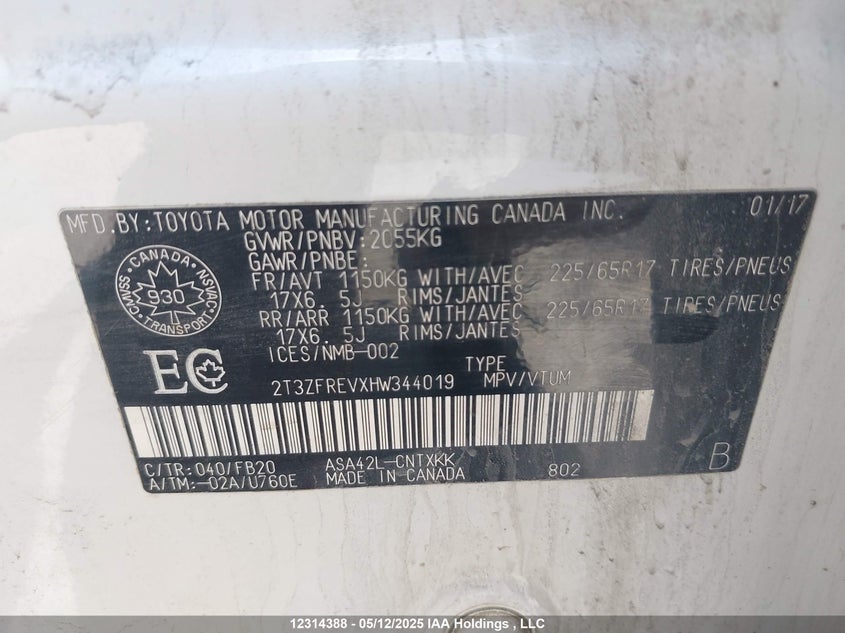 MFD.BY:TOYOTA MOTOR MANUFACTURING CANADA INC. 01/17
GVWR/PNBV:2055KG
GAWR/PNBE:
FR/AVT 1150KG WITH/AVEC 225/65R17 TIRES/PNEUS
17X6. 5J RIMS/JANTES
RR/ARR 1150KG WITH/AVEC 225/65R17 TIRES/PNEUS
17X6. 5J RIMS/JANTES
ICES/NMB-002
CANADA
CMVSS 930 NSVAC
TRANSPORT
EC
TYPE
2T3ZFREVXHW344019 MPV/VTUM
C/TR:040/FB20 ASA42L-CNTXKK 802 B
A/TM:-02A/U760E MADE IN CANADA
12314388 - 05/12/2025 IAA Holdings , LLC